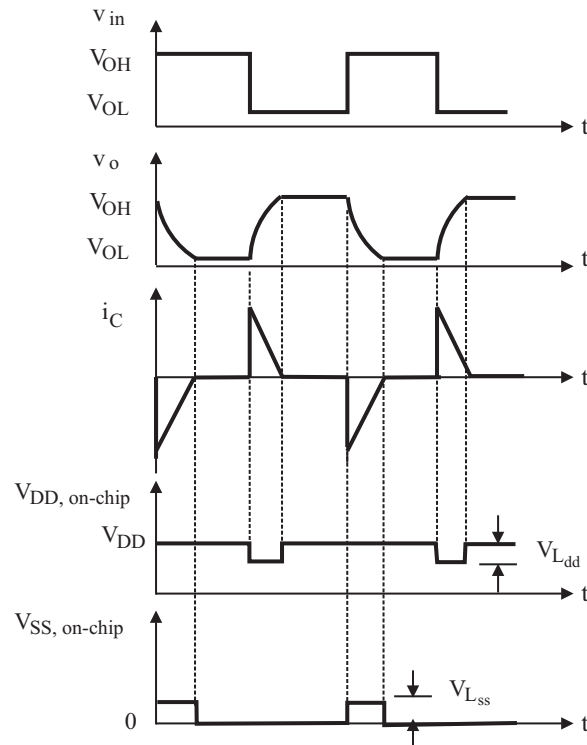 v in
VOH
VOL
t
v o
VOH
VOL
t
iC
t
VDD, on-chip
VDD
VLdd
t
VSS, on-chip
VLss
0
t